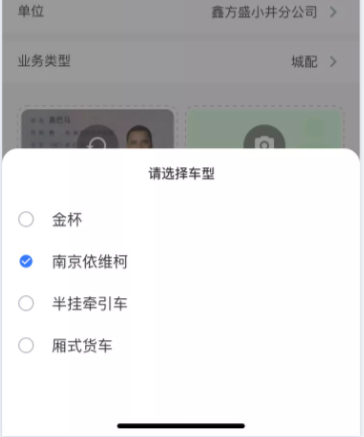 单位
鑫方盛小井分公司
业务类型
城配
请选择车型
金杯
南京依维柯
半挂牵引车
厢式货车